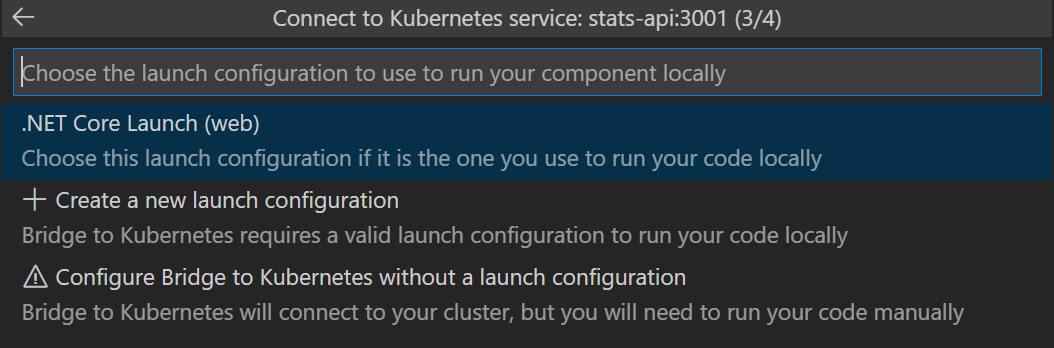 Connect to Kubernetes service: stats-api:3001 (3/4)
Choose the launch configuration to use to run your component locally
.NET Core Launch (web)
Choose this launch configuration if it is the one you use to run your code locally
Create a new launch configuration
Bridge to Kubernetes requires a valid launch configuration to run your code locally
Configure Bridge to Kubernetes without a launch configuration
Bridge to Kubernetes will connect to your cluster, but you will need to run your code manually